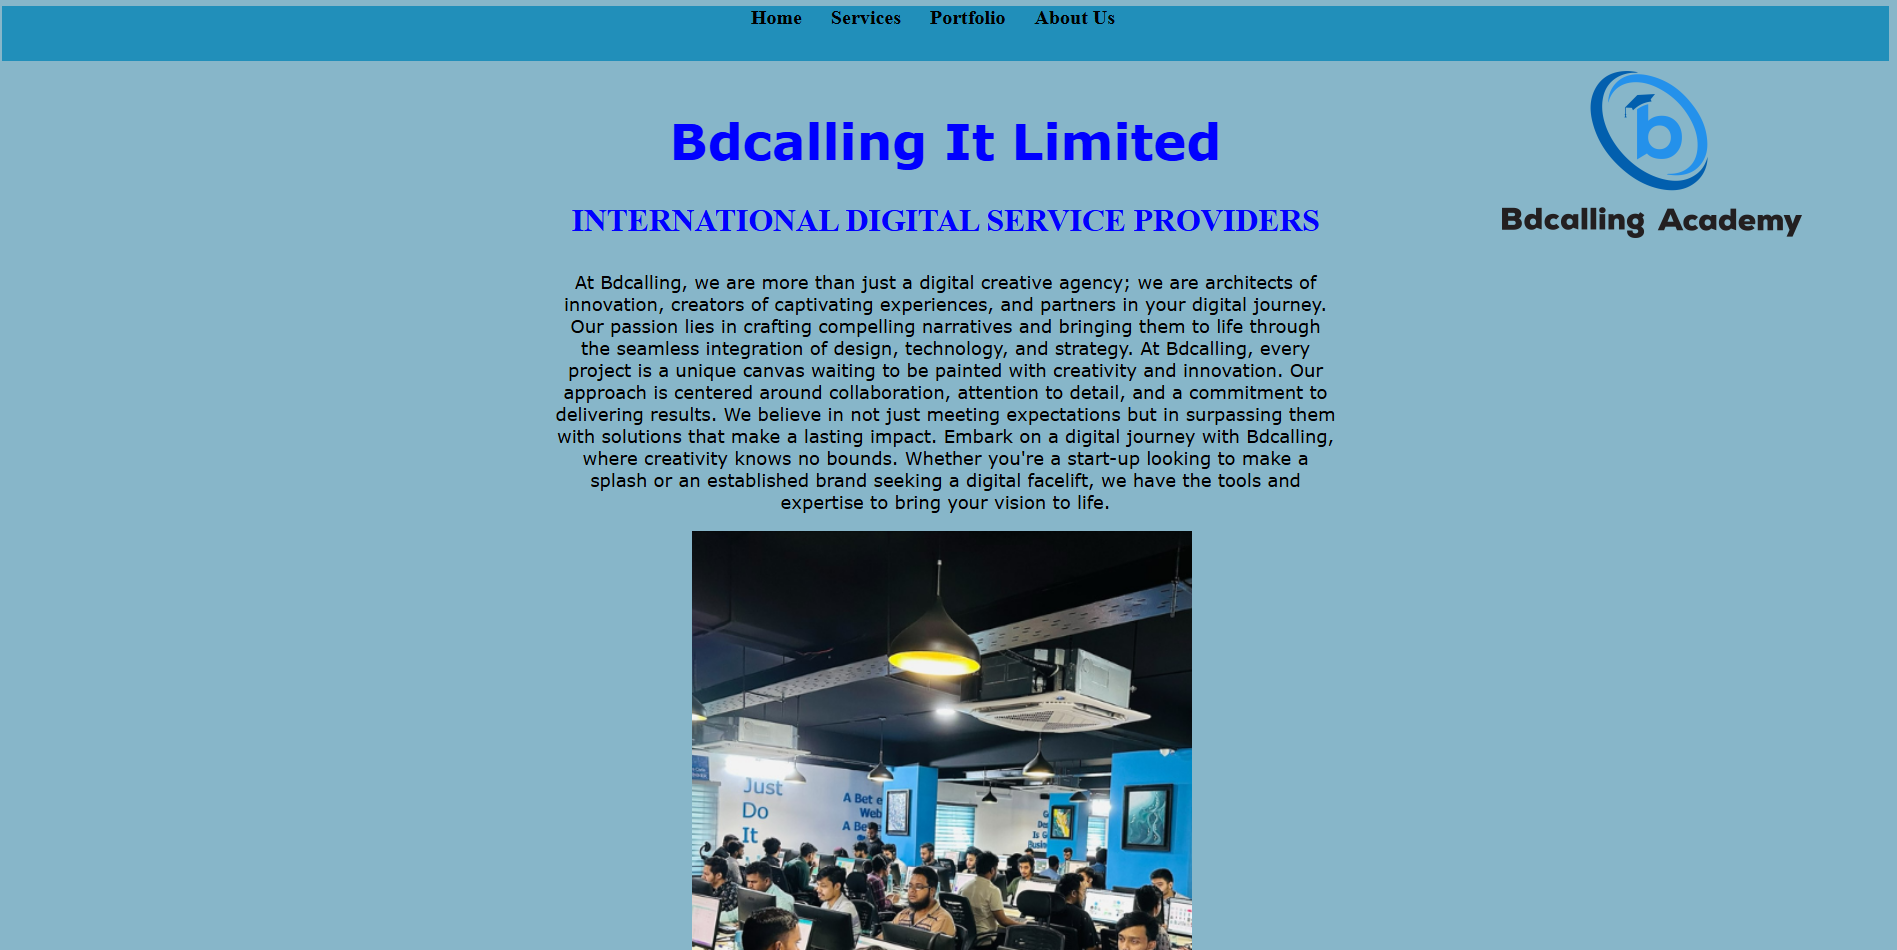 Home Services Portfolio About Us
Bdcalling It Limited
INTERNATIONAL DIGITAL SERVICE PROVIDERS
b
Bdcalling Academy
At Bdcalling, we are more than just a digital creative agency; we are architects of
innovation, creators of captivating experiences, and partners in your digital journey.
Our passion lies in crafting compelling narratives and bringing them to life through
the seamless integration of design, technology, and strategy. At Bdcalling, every
project is a unique canvas waiting to be painted with creativity and innovation. Our
approach is centered around collaboration, attention to detail, and a commitment to
delivering results. We believe in not just meeting expectations but in surpassing them
with solutions that make a lasting impact. Embark on a digital journey with Bdcalling,
where creativity knows no bounds. Whether you're a start-up looking to make a
splash or an established brand seeking a digital facelift, we have the tools and
expertise to bring your vision to life.
Just
Do
It
A Bet
Web
A Be
Is